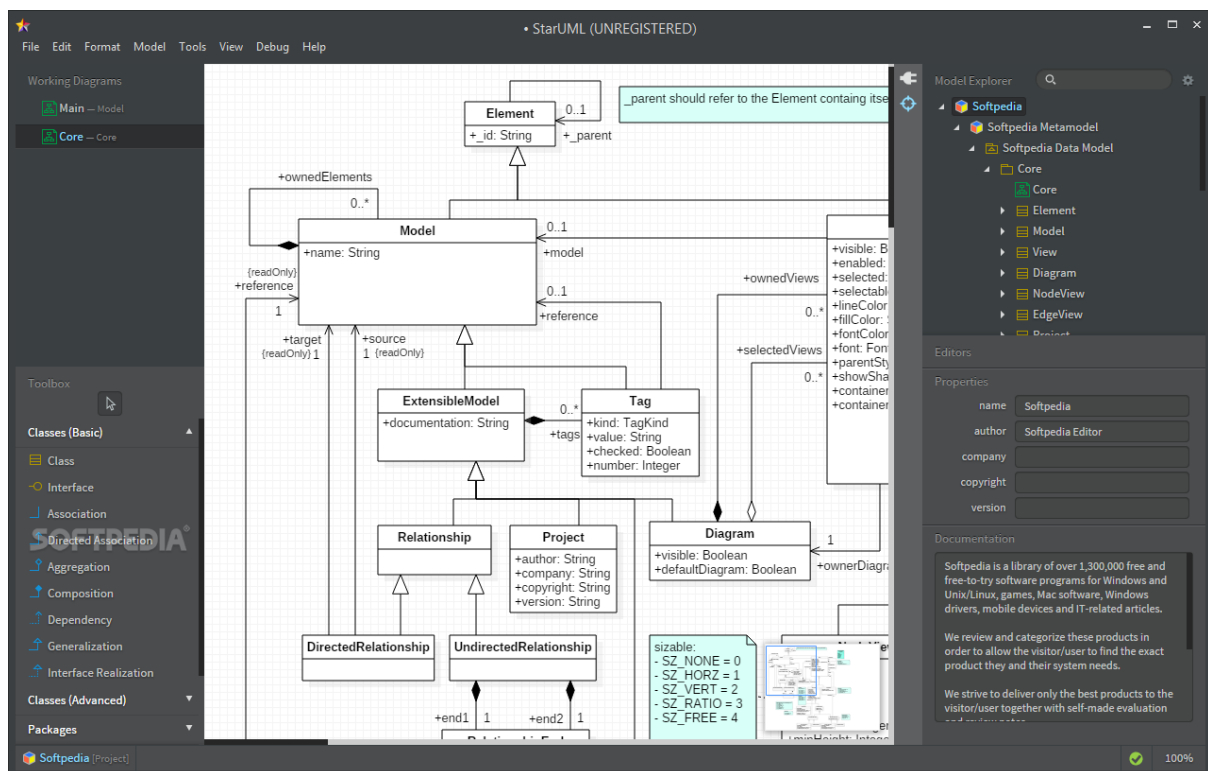 • StarUML (UNREGISTERED)
File Edit Format Model Tools View Debug Help
Working Diagrams
Main — Model
Core — Core
Toolbox
Classes (Basic)
Class
Interface
Association
Directed Association
SOFTPEDIA®
Aggregation
Composition
Dependency
Generalization
Interface Realization
Classes (Advanced)
Packages
Element
+_id: String
0..1
+_parent
_parent should refer to the Element containg itse
+ownedElements
0..*
Model
+name: String
0..1
+model
{readOnly}
+reference
1
0..1
+reference
+target
{readOnly} 1
+source
1 {readOnly}
+visible: B
+enabled:
+selected:
+selectabl
+lineColor
+fillColor: S
+fontColor
+font: Fon
+parentSty
+showSha
+container
+container
+ownedViews
0..*
+selectedViews
0..*
ExtensibleModel
+documentation: String
0..*
+tags
Tag
+kind: TagKind
+value: String
+checked: Boolean
+number: Integer
Relationship
Project
+author: String
+company: String
+copyright: String
+version: String
Diagram
+visible: Boolean
+defaultDiagram: Boolean
1
+ownerDiagra
DirectedRelationship
UndirectedRelationship
+end1 1
+end2 1
sizable:
- SZ_NONE = 0
- SZ_HORZ = 1
- SZ_VERT = 2
- SZ_RATIO = 3
- SZ_FREE = 4
Model Explorer
Softpedia
Softpedia Metamodel
Softpedia Data Model
Core
Core
Element
Model
View
Diagram
NodeView
EdgeView
Project
Editors
Properties
name Softpedia
author Softpedia Editor
company
copyright
version
Documentation
Softpedia is a library of over 1,300,000 free and
free-to-try software programs for Windows and
Unix/Linux, games, Mac software, Windows
drivers, mobile devices and IT-related articles.
We review and categorize these products in
order to allow the visitor/user to find the exact
product they and their system needs.
We strive to deliver only the best products to the
visitor/user together with self-made evaluation
and review notes.
Softpedia [Project]
100%